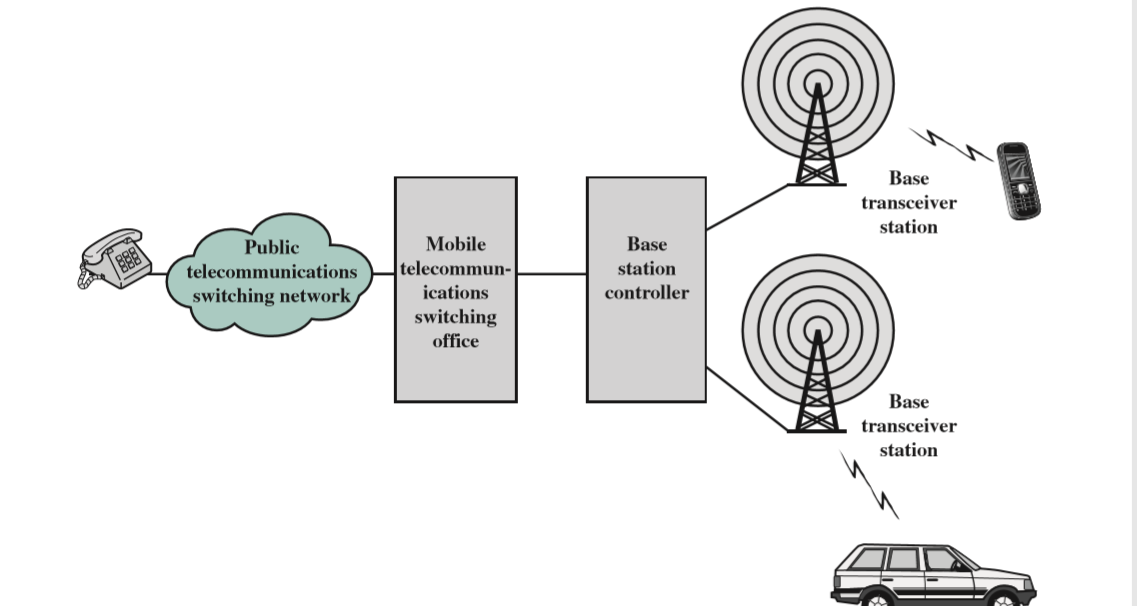 Public
telecommunications
switching network
Mobile
telecommun-
ications
switching
office
Base
station
controller
Base
transceiver
station
Base
transceiver
station